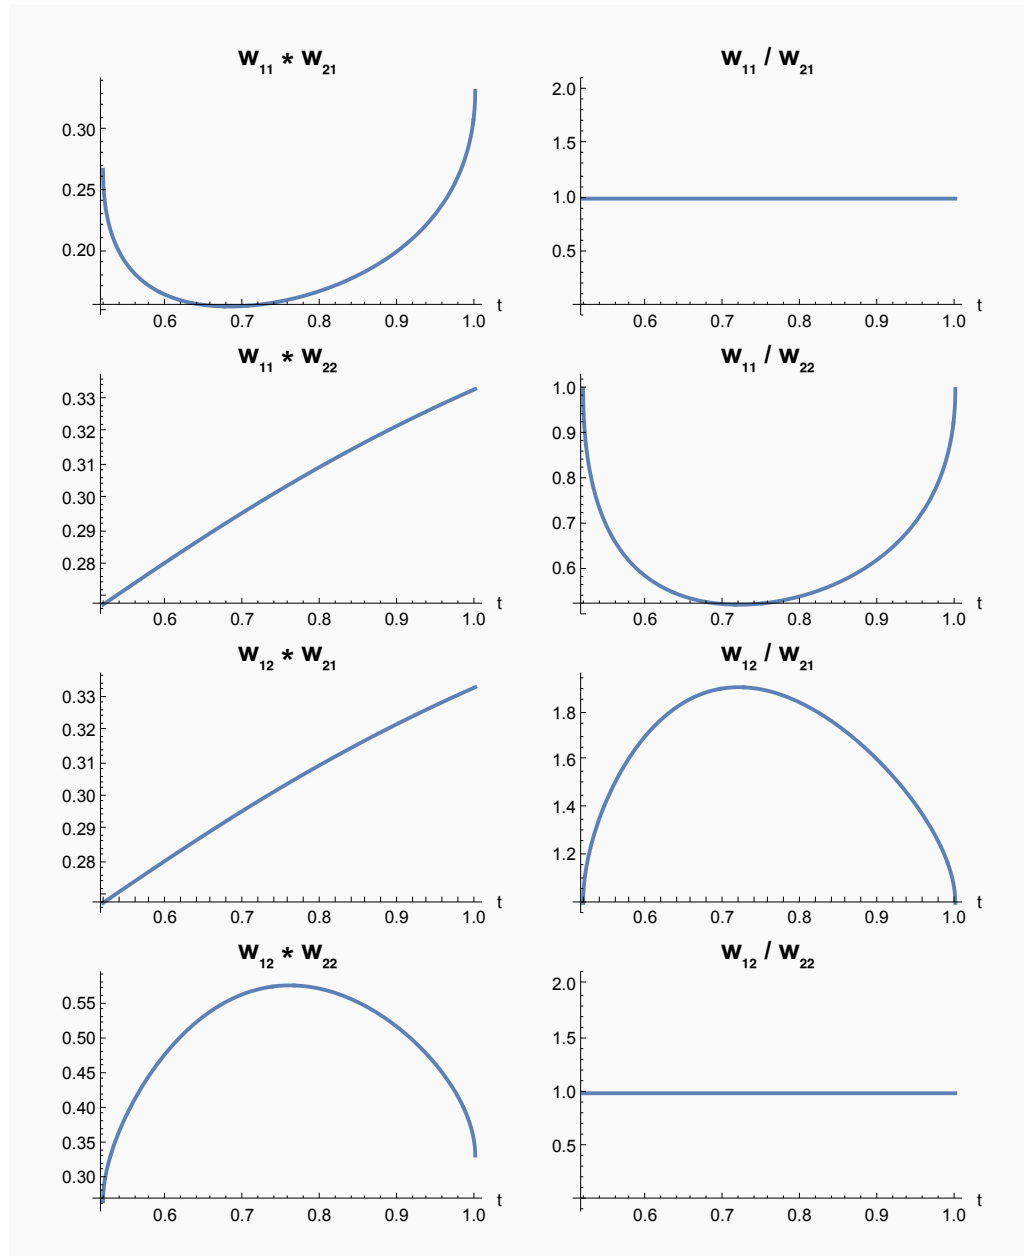 W₁₁ * W₂₁
0.30
0.25
0.20
0.6 0.7 0.8 0.9 1.0 t
W₁₁ / W₂₁
2.0
1.5
1.0
0.5
0.6 0.7 0.8 0.9 1.0 t
W₁₁ * W₂₂
0.33
0.32
0.31
0.30
0.29
0.28
0.6 0.7 0.8 0.9 1.0 t
W₁₁ / W₂₂
1.0
0.9
0.8
0.7
0.6
0.6 0.7 0.8 0.9 1.0 t
W₁₂ * W₂₁
0.33
0.32
0.31
0.30
0.29
0.28
0.6 0.7 0.8 0.9 1.0 t
W₁₂ / W₂₁
1.8
1.6
1.4
1.2
0.6 0.7 0.8 0.9 1.0 t
W₁₂ * W₂₂
0.55
0.50
0.45
0.40
0.35
0.30
0.6 0.7 0.8 0.9 1.0 t
W₁₂ / W₂₂
2.0
1.5
1.0
0.5
0.6 0.7 0.8 0.9 1.0 t